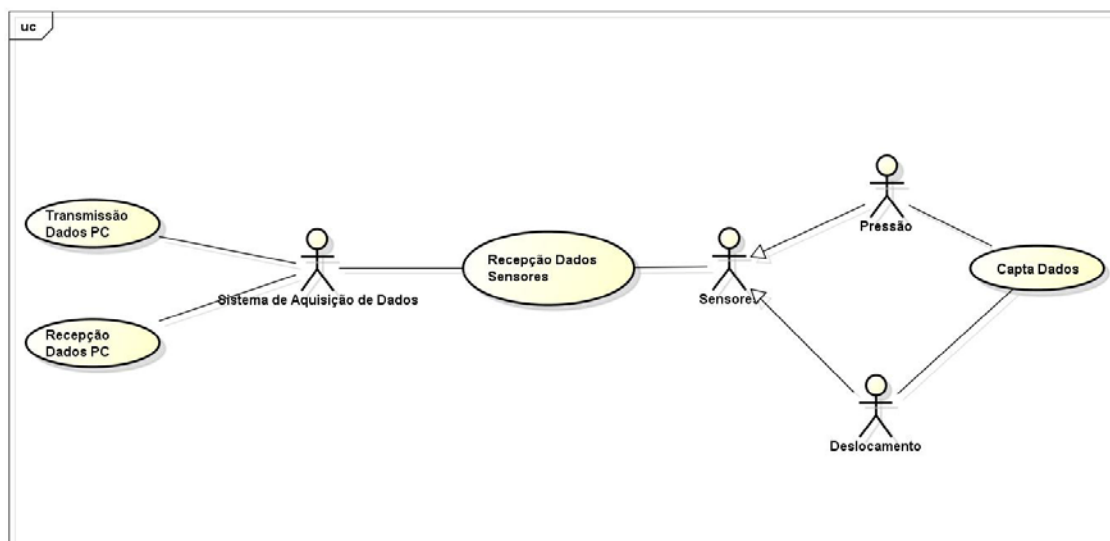 uc
Transmissão
Dados PC
Recepção
Dados PC
Sistema de Aquisição de Dados
Recepção Dados
Sensores
Sensores
Pressão
Deslocamento
Capta Dados